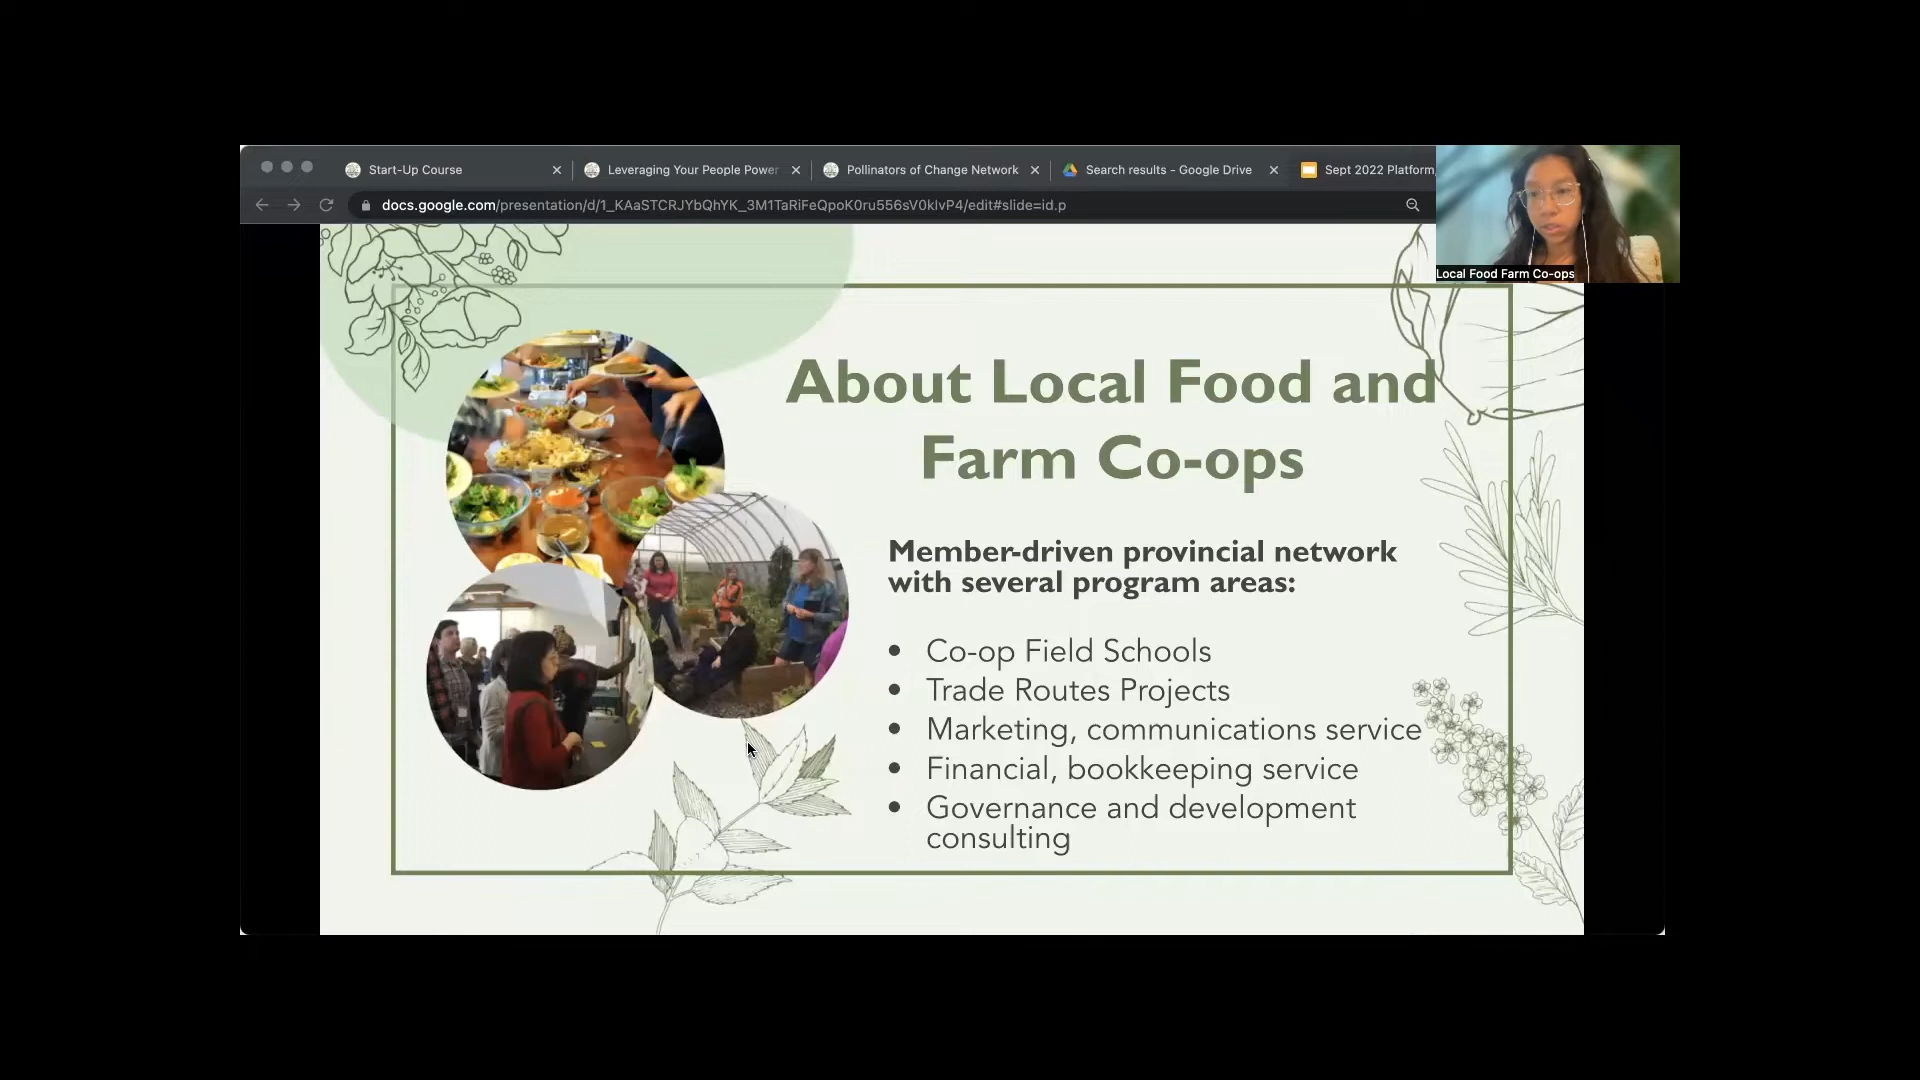 Start-Up Course
Leveraging Your People Power
Pollinators of Change Network
Search results - Google Drive
Sept 2022 Platform,
docs.google.com/presentation/d/1_KAaSTCRJYbQhYK_3M1TaRiFeQpoK0ru556sV0klvP4/edit#slide=id.p
Local Food Farm Co-ops
About Local Food and
Farm Co-ops
Member-driven provincial network
with several program areas:
• Co-op Field Schools
• Trade Routes Projects
• Marketing, communications service
• Financial, bookkeeping service
• Governance and development
consulting